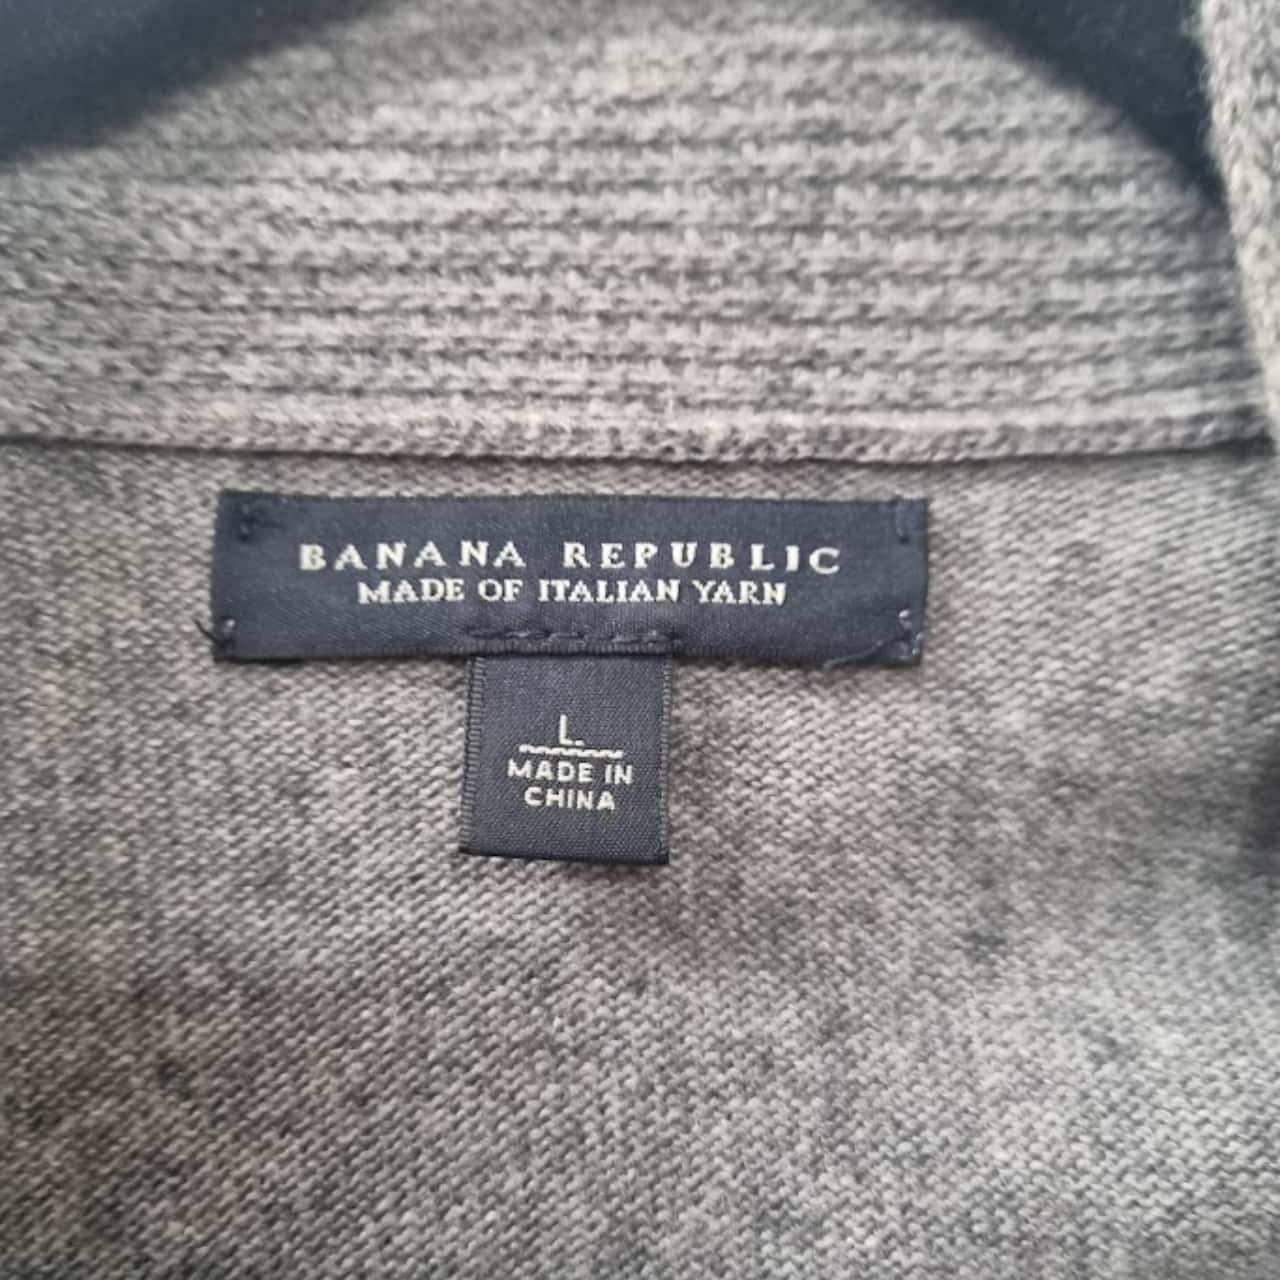 BANANA REPUBLIC
MADE OF ITALIAN YARN
L.
MADE IN
CHINA